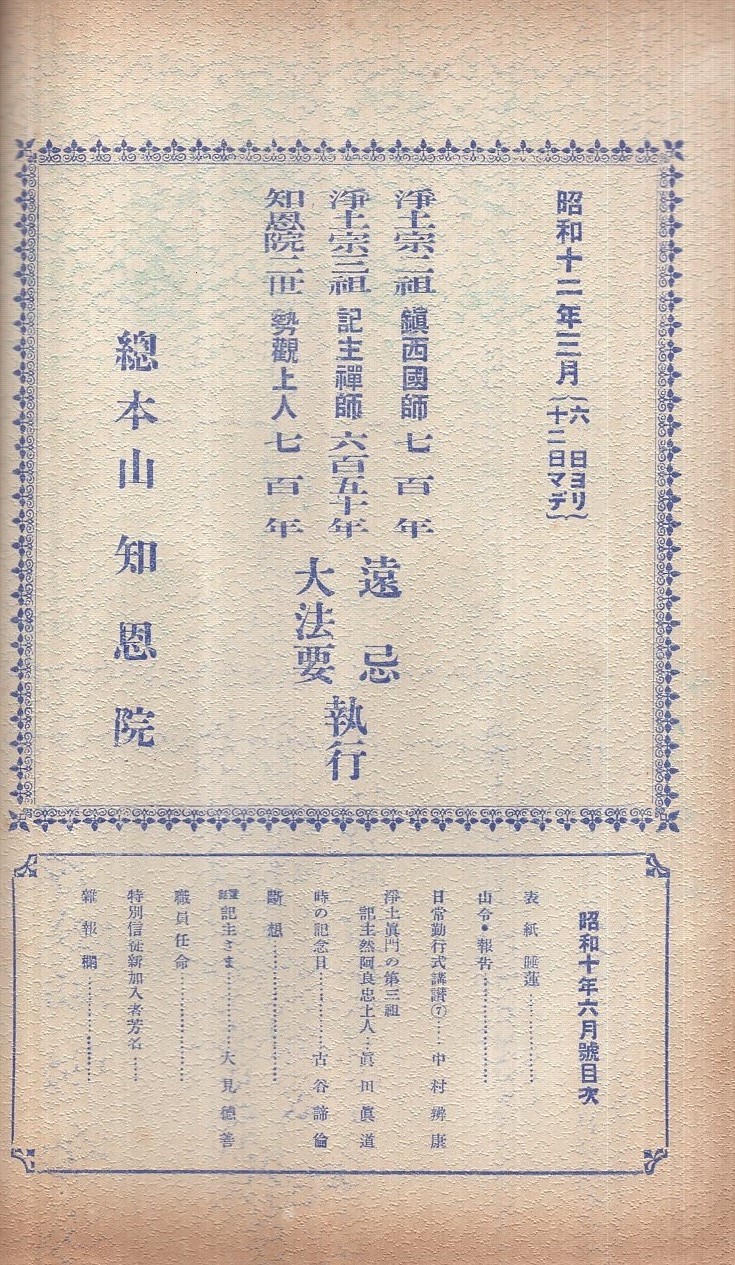 昭和十二年三月{六日ヨリ
十二日マデ}
淨土宗二祖 鎭西國師 七百年
淨土宗三祖 記主禪師 六百五十年
知恩院二世 勢觀上人 七百年
遠忌
大法要
執行
總本山 知恩院
昭和十年六月號目次
表紙 睡蓮…………
山令・報告…………
日常勤行式講讃⑦……中村辨康
淨土眞門の第三祖
記主然阿良忠上人…眞田眞道
時の記念日…………古谷諦倫
斷想…………
記主さま…………大見德善
職員任命…………
特別信徒新加入者芳名……
雜報欄…………